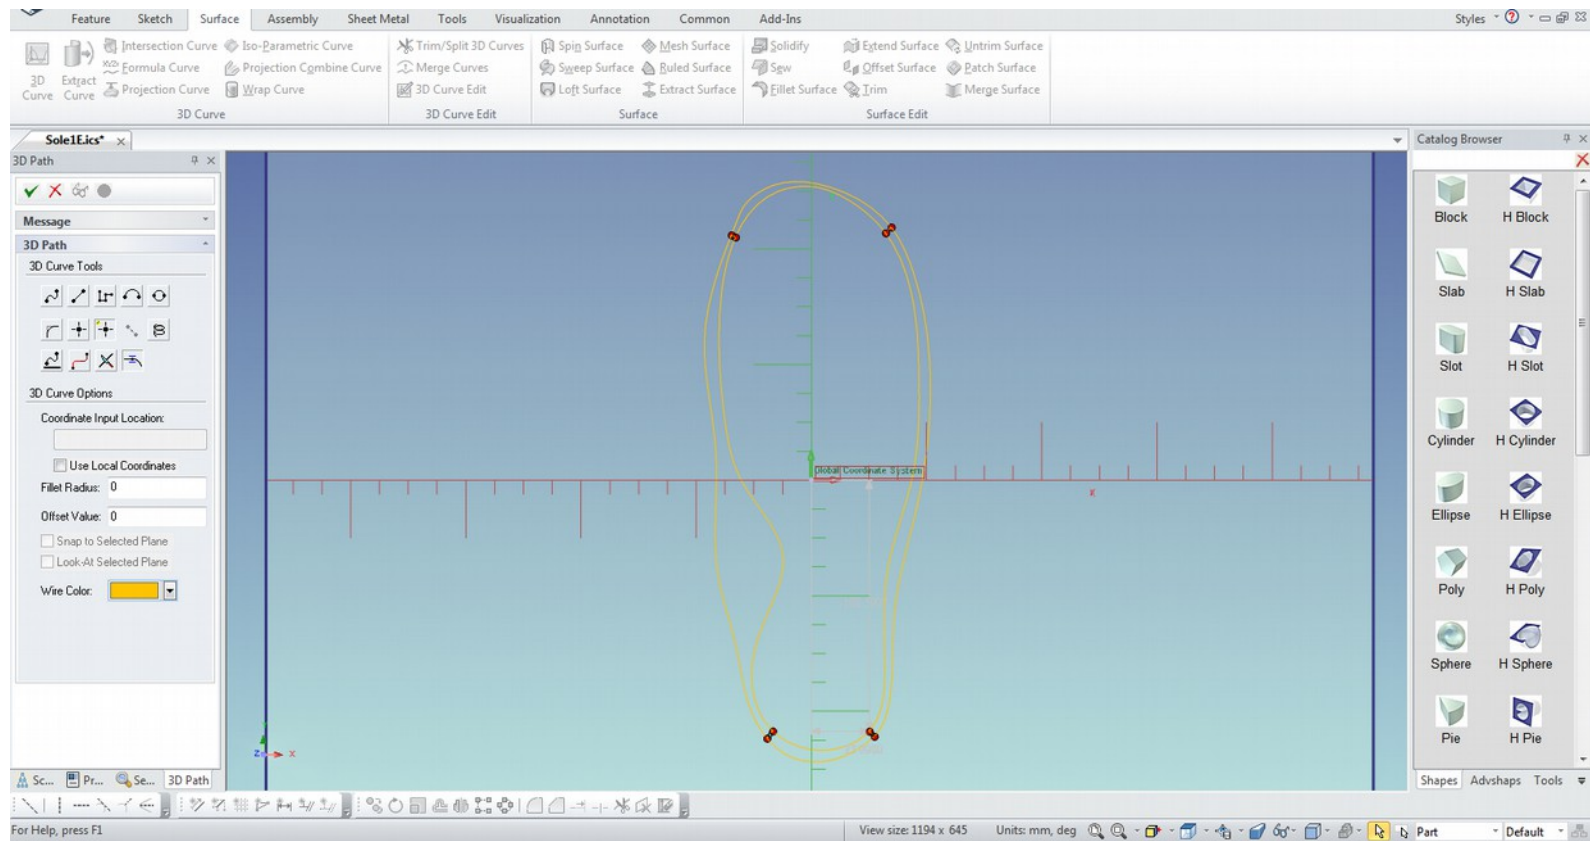 Feature Sketch Surface Assembly Sheet Metal Tools Visualization Annotation Common Add-Ins Styles
Intersection Curve Iso-Parametric Curve Trim/Split 3D Curves Spin Surface Mesh Surface Solidify Extend Surface Untrim Surface
Formula Curve Projection Combine Curve Merge Curves Sweep Surface Ruled Surface Sew Offset Surface Patch Surface
3D Curve Extract Curve Projection Curve Wrap Curve 3D Curve Edit Loft Surface Extract Surface Fillet Surface Trim Merge Surface
3D Curve 3D Curve Edit Surface Surface Edit
Sole1E.ics*
3D Path
Message
3D Path
3D Curve Tools
3D Curve Options
Coordinate Input Location:
Use Local Coordinates
Fillet Radius: 0
Offset Value: 0
Snap to Selected Plane
Look-At Selected Plane
Wire Color:
Global Coordinate System
x
Z X
Catalog Browser
Block H Block
Slab H Slab
Slot H Slot
Cylinder H Cylinder
Ellipse H Ellipse
Poly H Poly
Sphere H Sphere
Pie H Pie
Sc... Pr... Se... 3D Path
Shapes Advshaps Tools
For Help, press F1 View size: 1194 x 645 Units: mm, deg Part Default